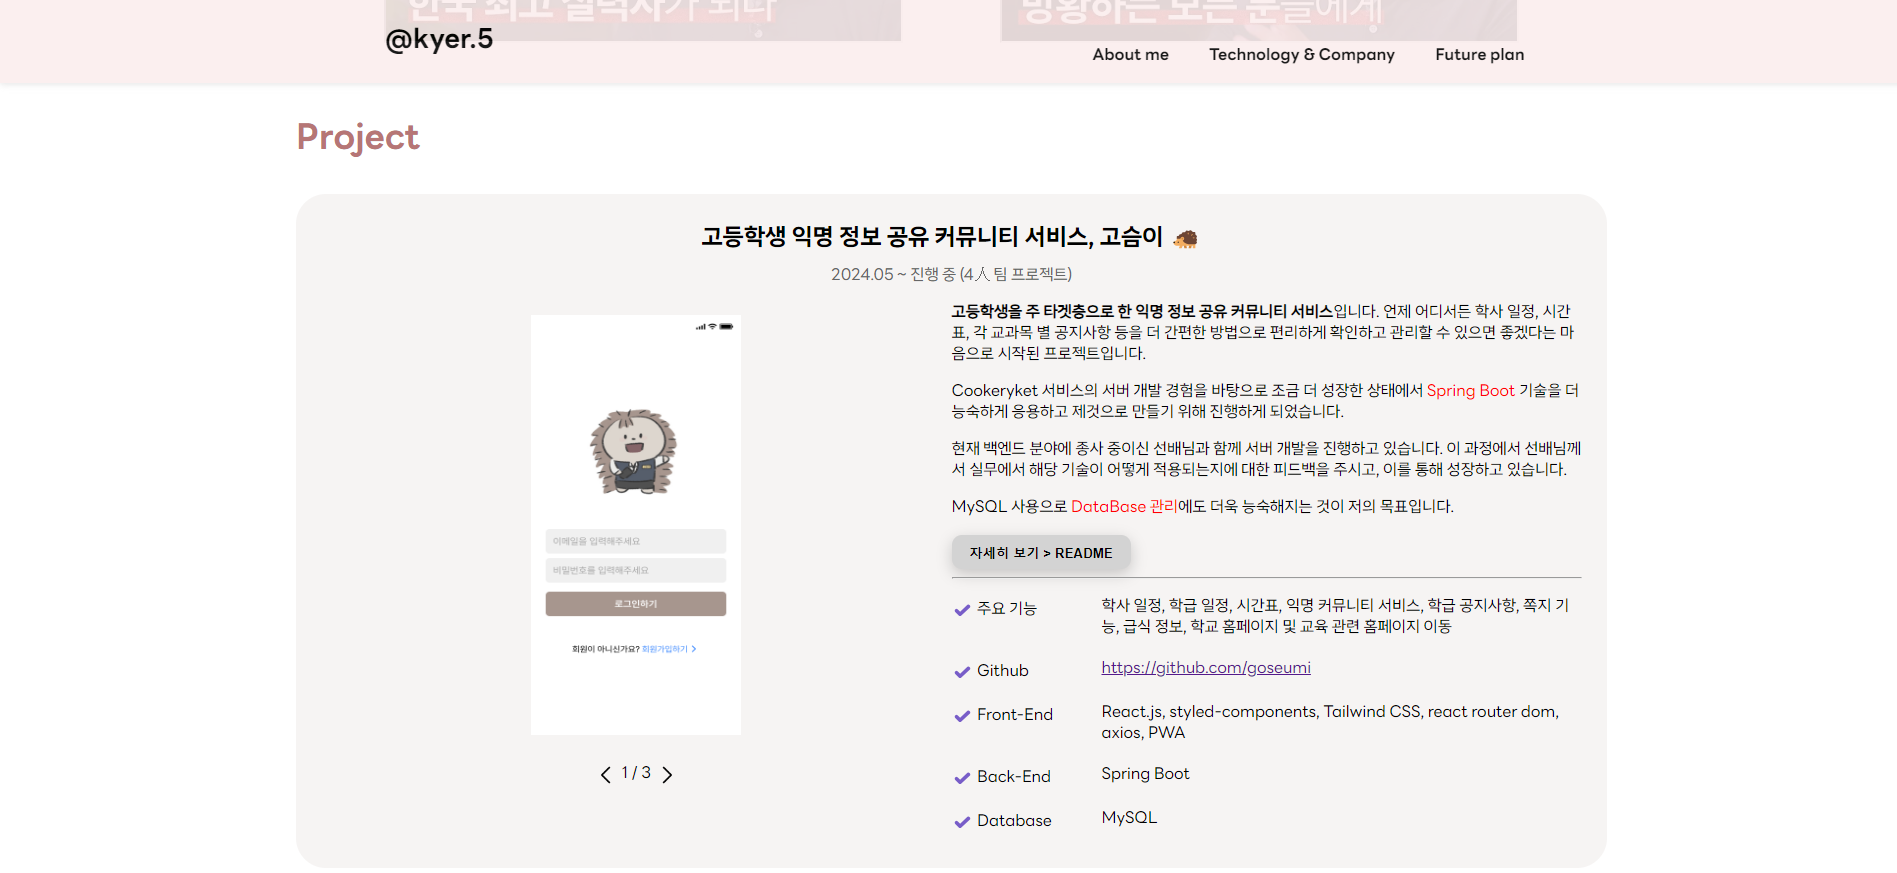 한국 최고 실력자가 되다
방황하는 모든 분들에게
@kyer.5
About me
Technology & Company
Future plan
Project
고등학생 익명 정보 공유 커뮤니티 서비스, 고슴이 🦔
2024.05 ~ 진행 중 (4人 팀 프로젝트)
이메일을 입력해주세요
비밀번호를 입력해주세요
로그인하기
회원이 아니신가요? 회원가입하기 >
< 1 / 3 >
고등학생을 주 타겟층으로 한 익명 정보 공유 커뮤니티 서비스입니다. 언제 어디서든 학사 일정, 시간
표, 각 교과목 별 공지사항 등을 더 간편한 방법으로 편리하게 확인하고 관리할 수 있으면 좋겠다는 마
음으로 시작된 프로젝트입니다.
Cookeryket 서비스의 서버 개발 경험을 바탕으로 조금 더 성장한 상태에서 Spring Boot 기술을 더
능숙하게 응용하고 제것으로 만들기 위해 진행하게 되었습니다.
현재 백엔드 분야에 종사 중이신 선배님과 함께 서버 개발을 진행하고 있습니다. 이 과정에서 선배님께
서 실무에서 해당 기술이 어떻게 적용되는지에 대한 피드백을 주시고, 이를 통해 성장하고 있습니다.
MySQL 사용으로 DataBase 관리에도 더욱 능숙해지는 것이 저의 목표입니다.
자세히 보기 > README
주요 기능
학사 일정, 학급 일정, 시간표, 익명 커뮤니티 서비스, 학급 공지사항, 쪽지 기
능, 급식 정보, 학교 홈페이지 및 교육 관련 홈페이지 이동
Github
https://github.com/goseumi
Front-End
React.js, styled-components, Tailwind CSS, react router dom,
axios, PWA
Back-End
Spring Boot
Database
MySQL